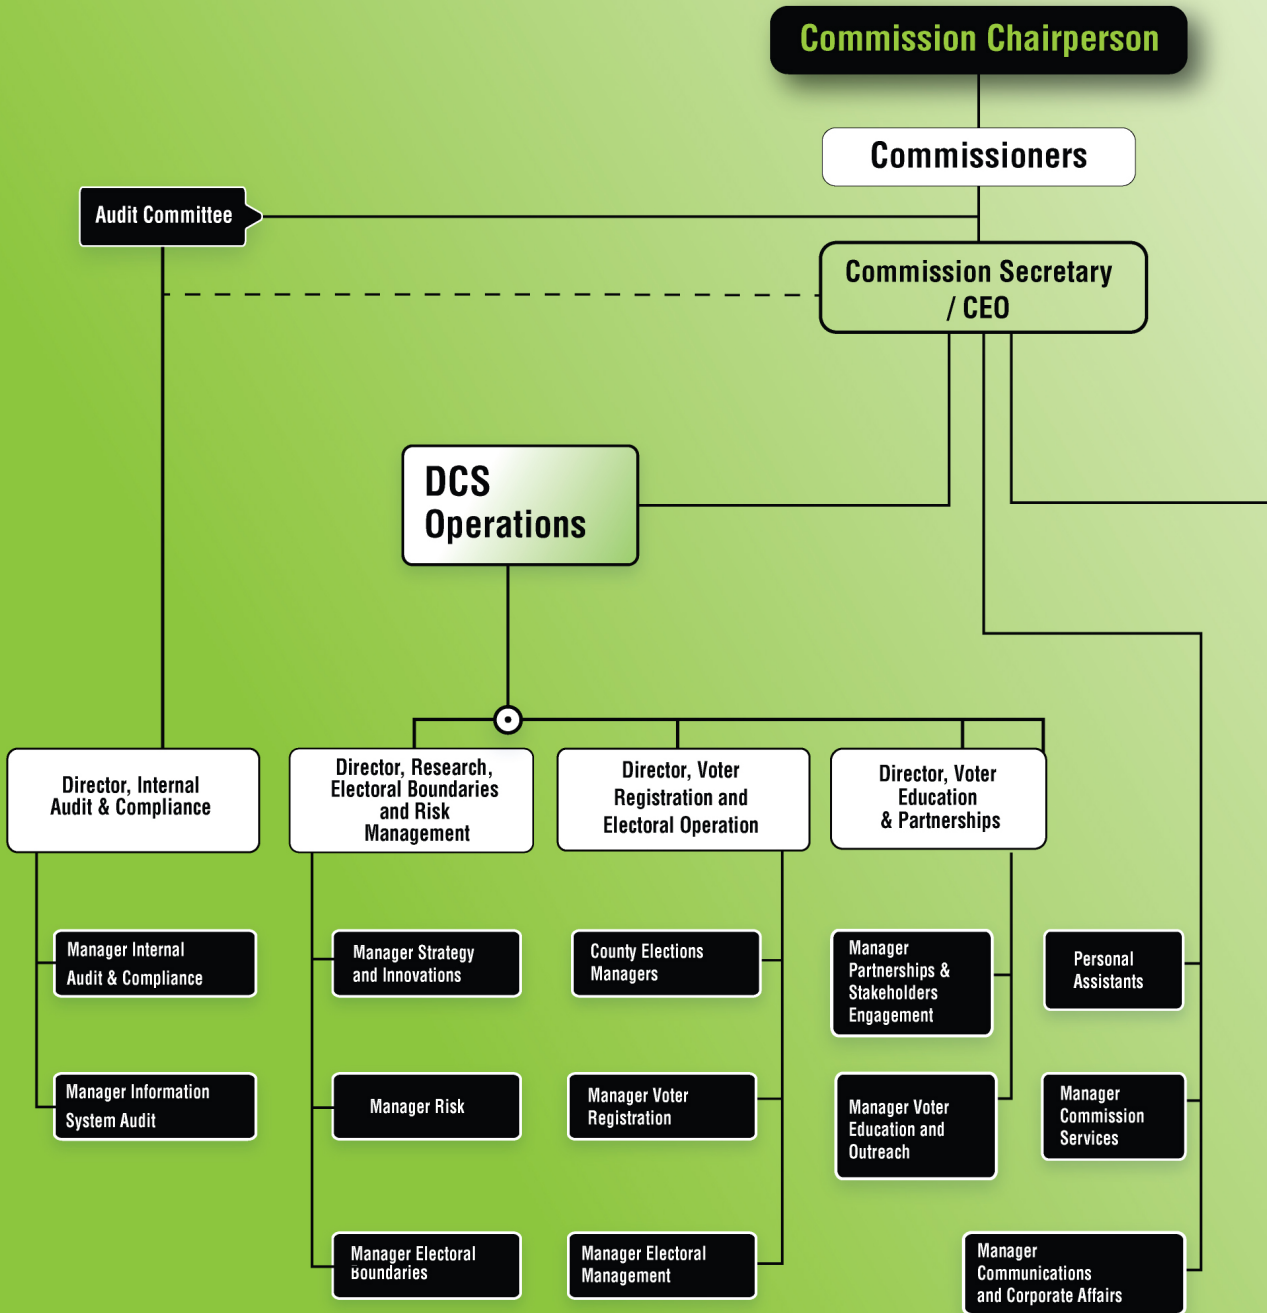 Commission Chairperson
Commissioners
Audit Committee
Commission Secretary
/ CEO
DCS
Operations
Director, Internal
Audit & Compliance
Director, Research,
Electoral Boundaries
and Risk
Management
Director, Voter
Registration and
Electoral Operation
Director, Voter
Education
& Partnerships
Manager Internal
Audit & Compliance
Manager Strategy
and Innovations
County Elections
Managers
Manager
Partnerships &
Stakeholders
Engagement
Personal
Assistants
Manager Information
System Audit
Manager Risk
Manager Voter
Registration
Manager Voter
Education and
Outreach
Manager
Commission
Services
Manager Electoral
Boundaries
Manager Electoral
Management
Manager
Communications
and Corporate Affairs